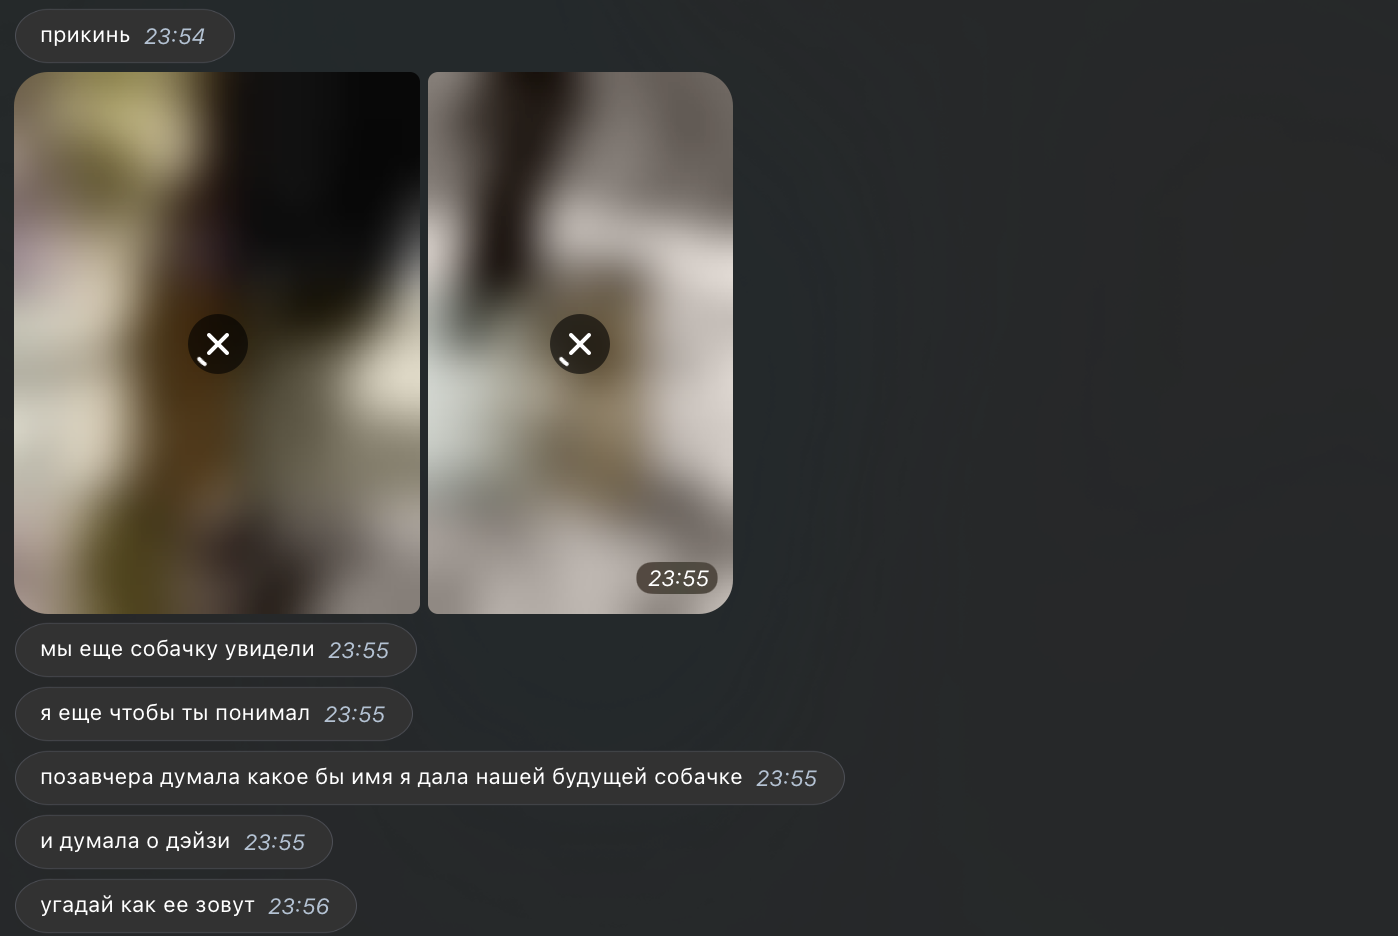 прикинь 23:54
23:55
мы еще собачку увидели 23:55
я еще чтобы ты понимал 23:55
позавчера думала какое бы имя я дала нашей будущей собачке 23:55
и думала о дэйзи 23:55
угадай как ее зовут 23:56